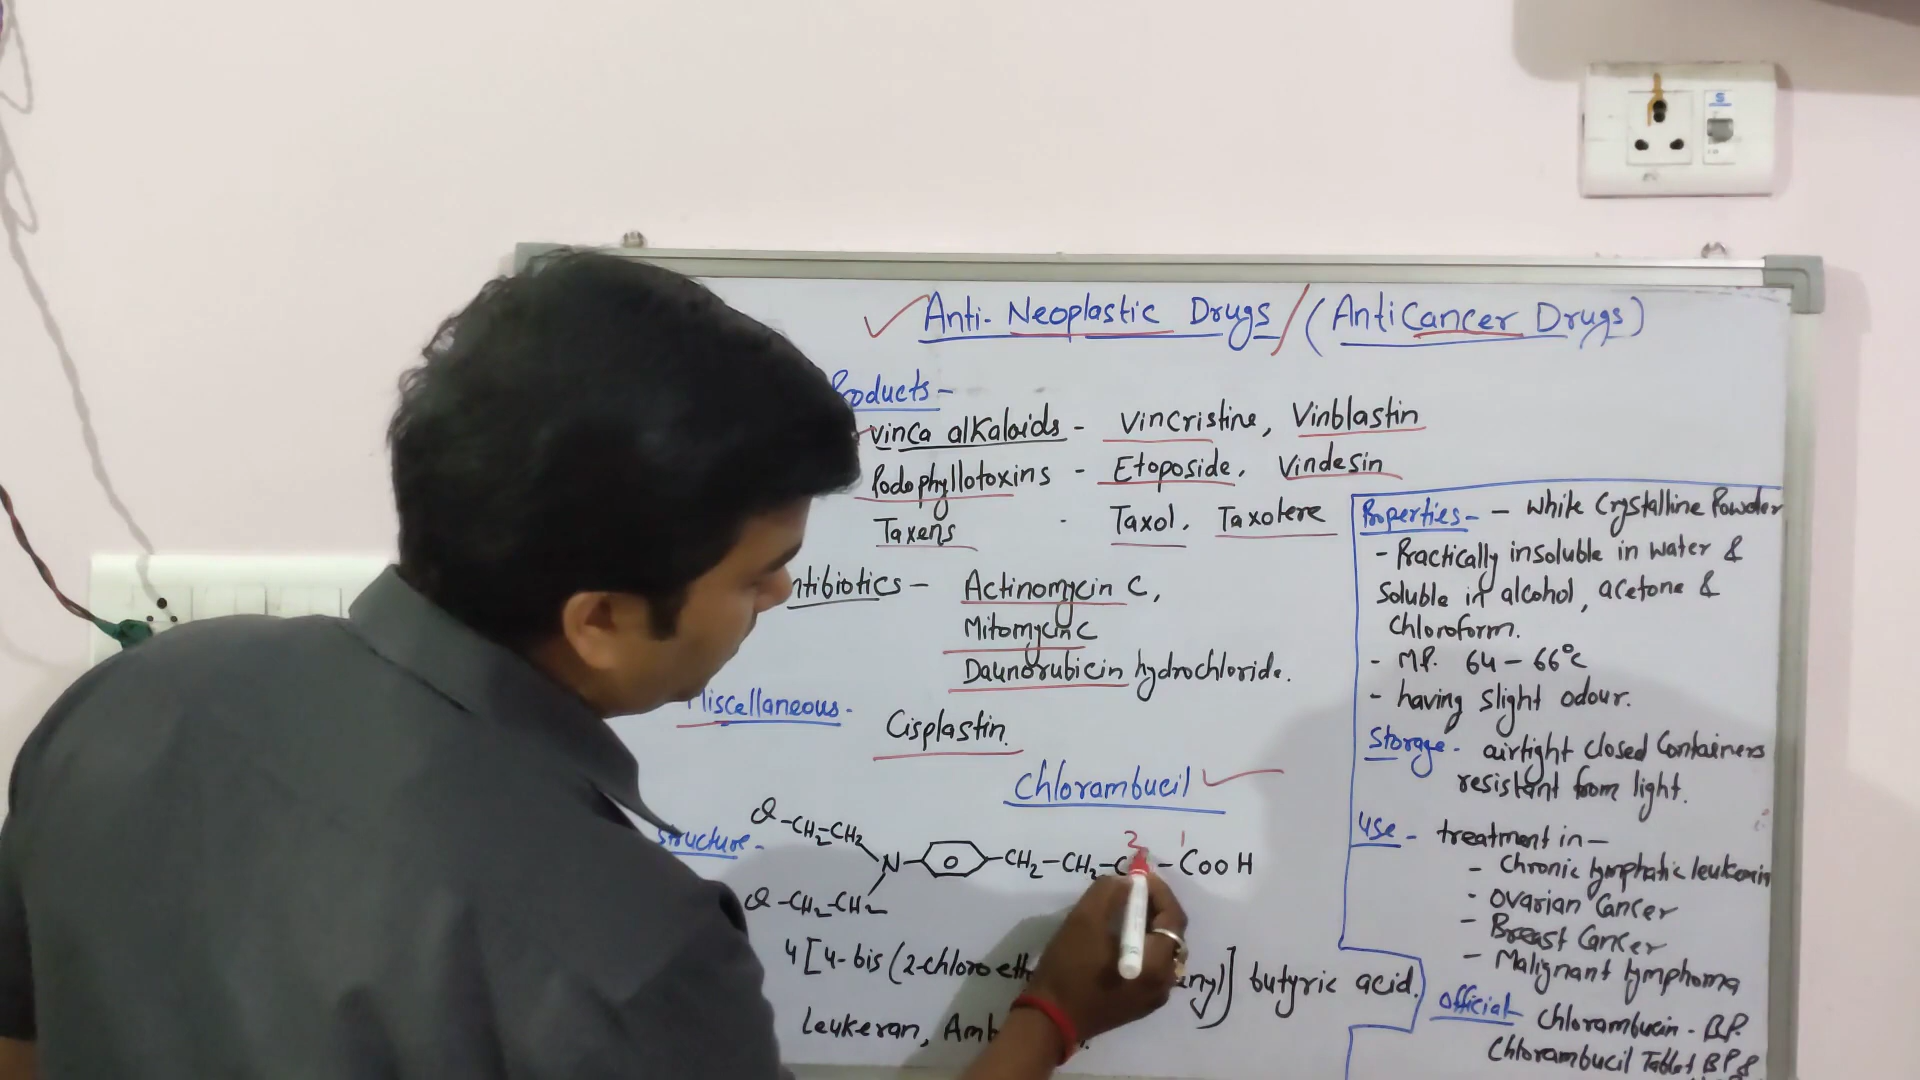 Anti-Neoplastic Drugs / (AntiCancer Drugs)
Products -
Vinca alkaloids - Vincristine, Vinblastin
Podophyllotoxins - Etoposide, Vindesin
Taxens - Taxol, Taxotere
ntibiotics - Actinomycin C,
Mitomycin C
Daunorubicin hydrochloride.
Miscellaneous -
Cisplastin.
Chlorambucil
Structure -
Cl-CH2-CH2
N
-CH2-CH2- - COOH
2 1
Cl-CH2-CH2
4[4-bis(2-chloroeth enyl] butyric acid.
Leukeran, Amb
Properties - - White Crystalline Powder
- Practically insoluble in water &
Soluble in alcohol, acetone &
Chloroform.
- M.P. 64-66°C
- having slight odour.
Storage - airtight closed Containers
resistant from light.
Use - treatment in -
- Chronic lymphatic leukemia
- Ovarian Cancer
- Breast Cancer
- Malignant lymphoma
Official Chlorambucin - B.P.
Chlorambucil Tablet B.P &